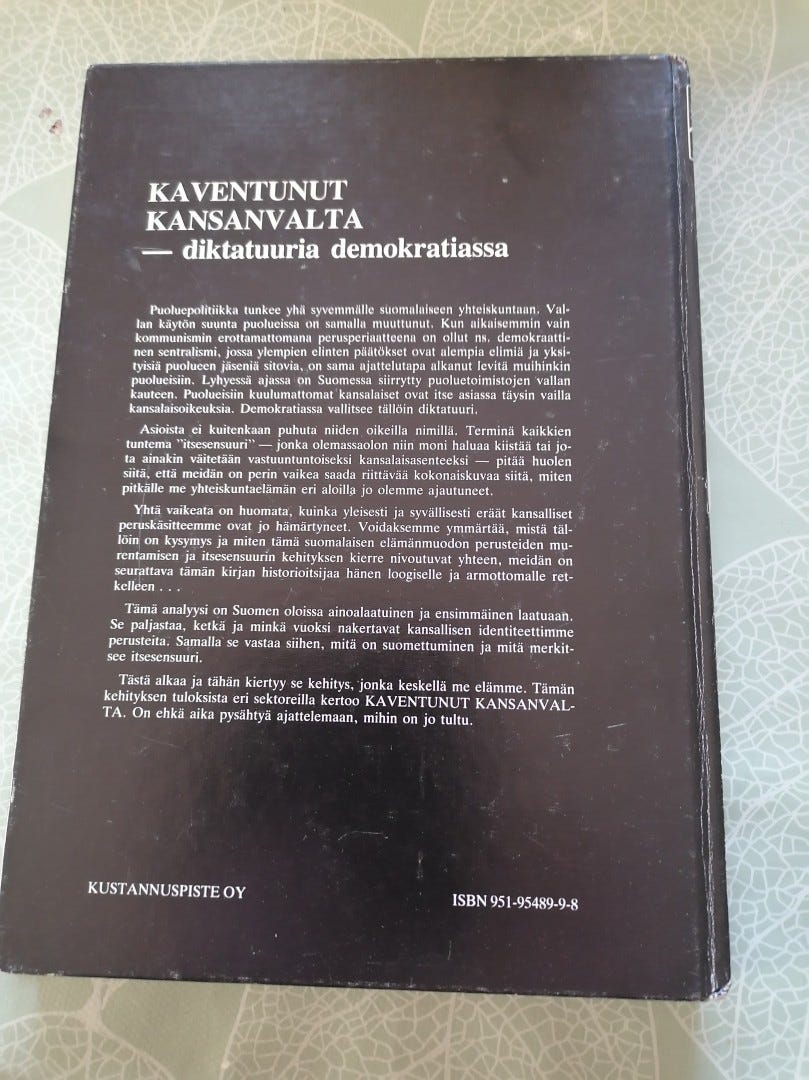 KAVENTUNUT
KANSANVALTA
— diktatuuria demokratiassa
Puoluepolitiikka tunkee yhä syvemmälle suomalaiseen yhteiskuntaan. Val-
lan käytön suunta puolueissa on samalla muuttunut. Kun aikaisemmin vain
kommunismin erottamattomana perusperiaatteena on ollut ns. demokraatti-
nen sentralismi, jossa ylempien elinten päätökset ovat alempia elimiä ja yksi-
tyisiä puolueen jäseniä sitovia, on sama ajattelutapa alkanut levitä muihinkin
puolueisiin. Lyhyessä ajassa on Suomessa siirrytty puoluetoimistojen vallan
kauteen. Puolueisiin kuulumattomat kansalaiset ovat itse asiassa täysin vailla
kansalaisoikeuksia. Demokratiassa vallitsee tällöin diktatuuri.
Asioista ei kuitenkaan puhuta niiden oikeilla nimillä. Terminä kaikkien
tuntema "itsesensuuri" — jonka olemassaolon niin moni haluaa kiistää tai jo-
ta ainakin väitetään vastuuntuntoiseksi kansalaisasenteeksi — pitää huolen
siitä, että meidän on perin vaikea saada riittävää kokonaiskuvaa siitä, miten
pitkälle me yhteiskuntaelämän eri aloilla jo olemme ajautuneet.
Yhtä vaikeata on huomata, kuinka yleisesti ja syvällisesti eräät kansalliset
peruskäsitteemme ovat jo hämärtyneet. Voidaksemme ymmärtää, mistä täl-
löin on kysymys ja miten tämä suomalaisen elämänmuodon perusteiden mu-
rentamisen ja itsesensuurin kehityksen kierre nivoutuvat yhteen, meidän on
seurattava tämän kirjan historioitsijaa hänen loogiselle ja armottomalle ret-
kelleen . . .
Tämä analyysi on Suomen oloissa ainoalaatuinen ja ensimmäinen laatuaan.
Se paljastaa, ketkä ja minkä vuoksi nakertavat kansallisen identiteettimme
perusteita. Samalla se vastaa siihen, mitä on suomettuminen ja mitä merkit-
see itsesensuuri.
Tästä alkaa ja tähän kiertyy se kehitys, jonka keskellä me elämme. Tämän
kehityksen tuloksista eri sektoreilla kertoo KAVENTUNUT KANSANVAL-
TA. On ehkä aika pysähtyä ajattelemaan, mihin on jo tultu.
KUSTANNUSPISTE OY
ISBN 951-95489-9-8